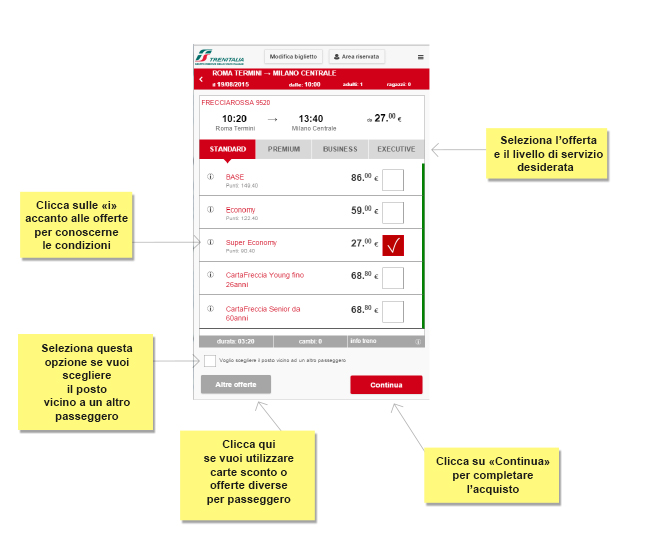 TRENITALIA
Modifica biglietto
Area riservata
ROMA TERMINI → MILANO CENTRALE
il 19/08/2015 dalle: 10:00 adulti: 1 ragazzi: 0
FRECCIAROSSA 9520
10:20 → 13:40 da 27.00 €
Roma Termini Milano Centrale
STANDARD PREMIUM BUSINESS EXECUTIVE
BASE 86.00 €
Punti: 149.40
Economy 59.00 €
Super Economy 27.00 €
Punti: 90.40
CartaFreccia Young fino 68.80 €
26anni
CartaFreccia Senior da 68.80 €
60anni
durata: 03:20 cambi: 0 info treno
Voglio scegliere il posto vicino ad un altro passeggero
Altre offerte
Continua
Seleziona l'offerta
e il livello di servizio
desiderata
Clicca sulle «i»
accanto alle offerte
per conoscerne
le condizioni
Seleziona questa
opzione se vuoi
scegliere
il posto
vicino a un altro
passeggero
Clicca qui
se vuoi utilizzare
carte sconto o
offerte diverse
per passeggero
Clicca su «Continua»
per completare
l'acquisto